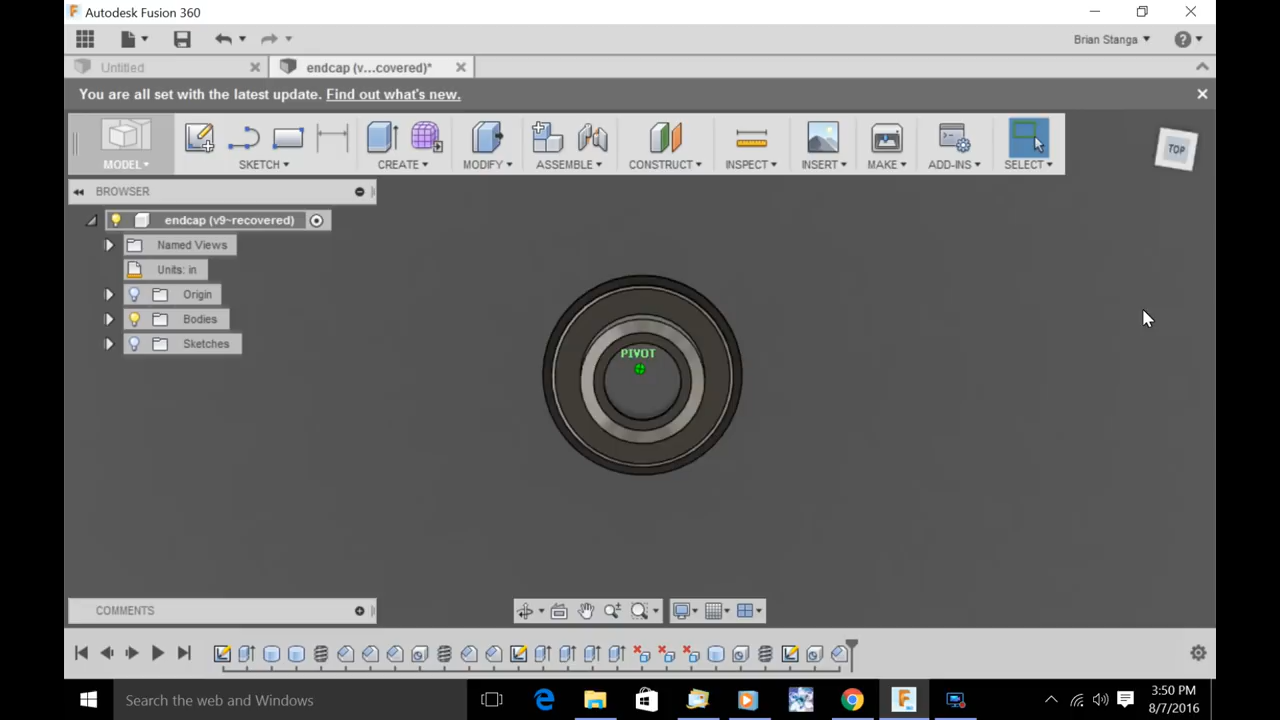 Autodesk Fusion 360
Brian Stanga
Untitled
endcap (v...covered)*
You are all set with the latest update. Find out what's new.
MODEL
SKETCH
CREATE
MODIFY
ASSEMBLE
CONSTRUCT
INSPECT
INSERT
MAKE
ADD-INS
SELECT
TOP
BROWSER
endcap (v9~recovered)
Named Views
Units: in
Origin
Bodies
Sketches
PIVOT
COMMENTS
Search the web and Windows
3:50 PM
8/7/2016